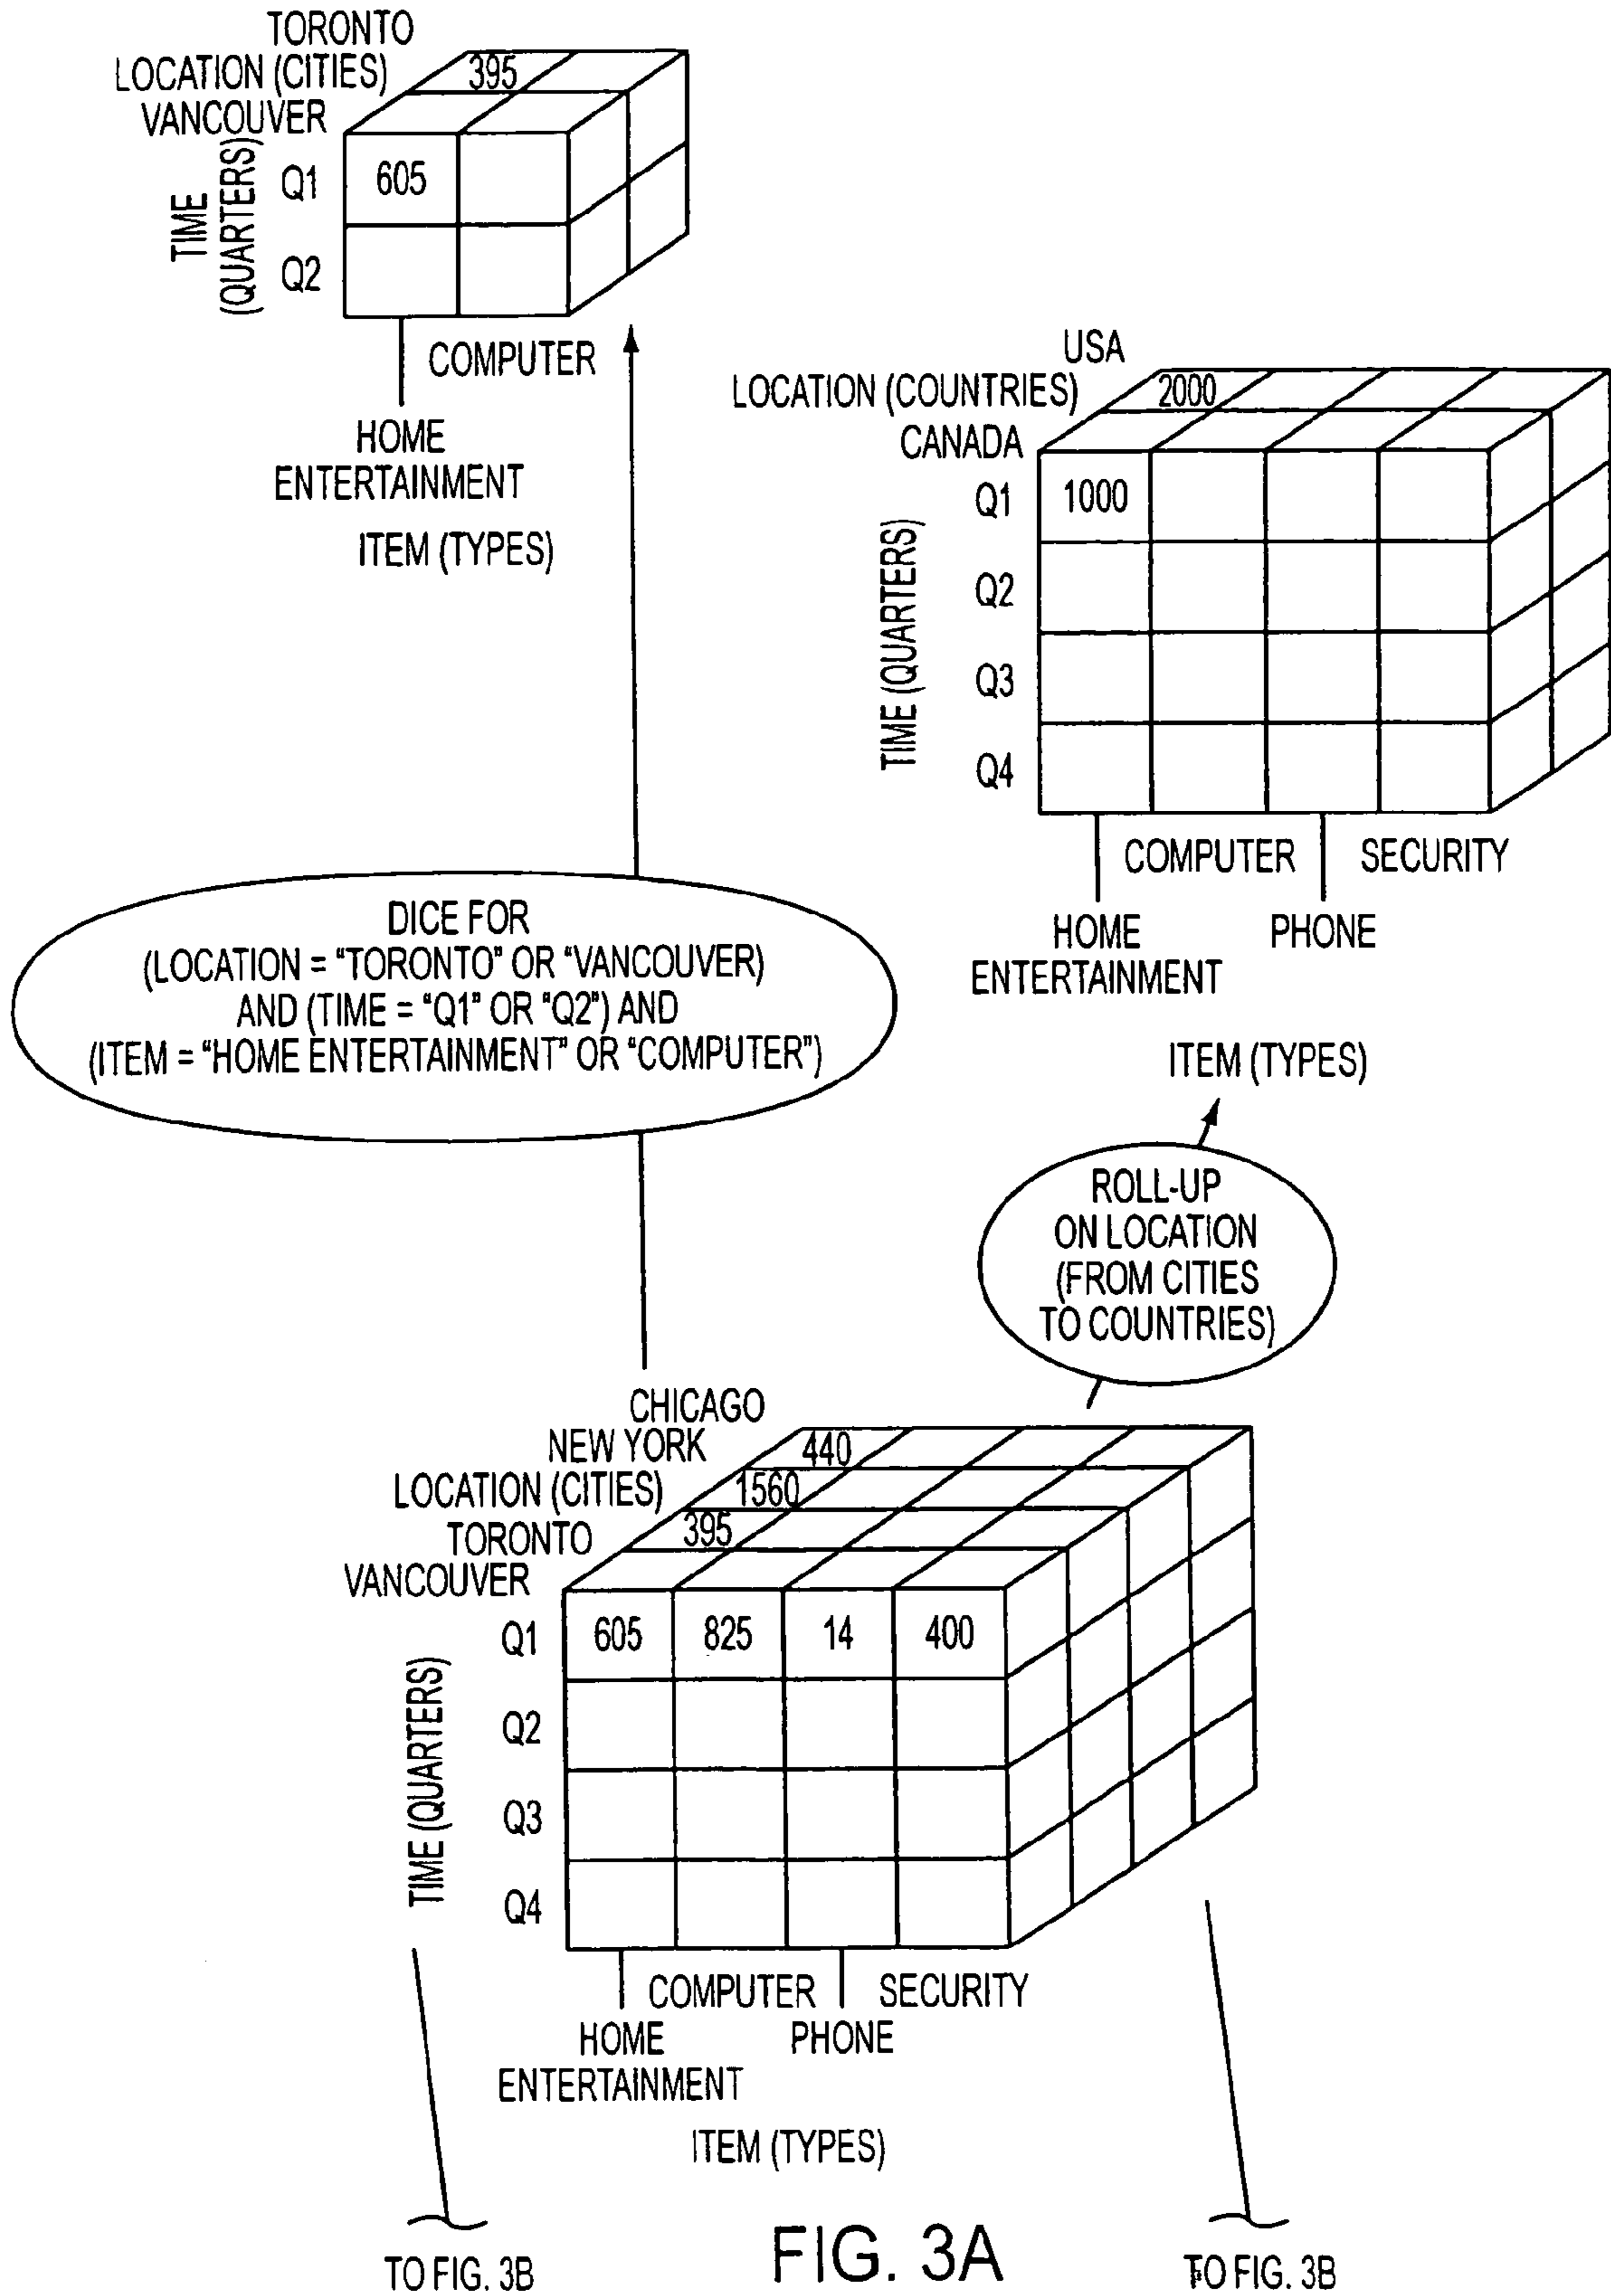 TORONTO
LOCATION (CITIES)
VANCOUVER
395
TIME
(QUARTERS)
Q1
605
Q2
COMPUTER
HOME
ENTERTAINMENT
ITEM (TYPES)
USA
LOCATION (COUNTRIES)
2000
CANADA
TIME (QUARTERS)
Q1
1000
Q2
Q3
Q4
COMPUTER
SECURITY
HOME
ENTERTAINMENT
PHONE
ITEM (TYPES)
DICE FOR
(LOCATION = "TORONTO" OR "VANCOUVER)
AND (TIME = "Q1" OR "Q2") AND
(ITEM = "HOME ENTERTAINMENT" OR "COMPUTER")
ROLL-UP
ON LOCATION
(FROM CITIES
TO COUNTRIES)
CHICAGO
NEW YORK
440
LOCATION (CITIES)
1560
TORONTO
395
VANCOUVER
TIME (QUARTERS)
Q1
605 825 14 400
Q2
Q3
Q4
COMPUTER
SECURITY
HOME
ENTERTAINMENT
PHONE
ITEM (TYPES)
TO FIG. 3B
FIG. 3A
TO FIG. 3B